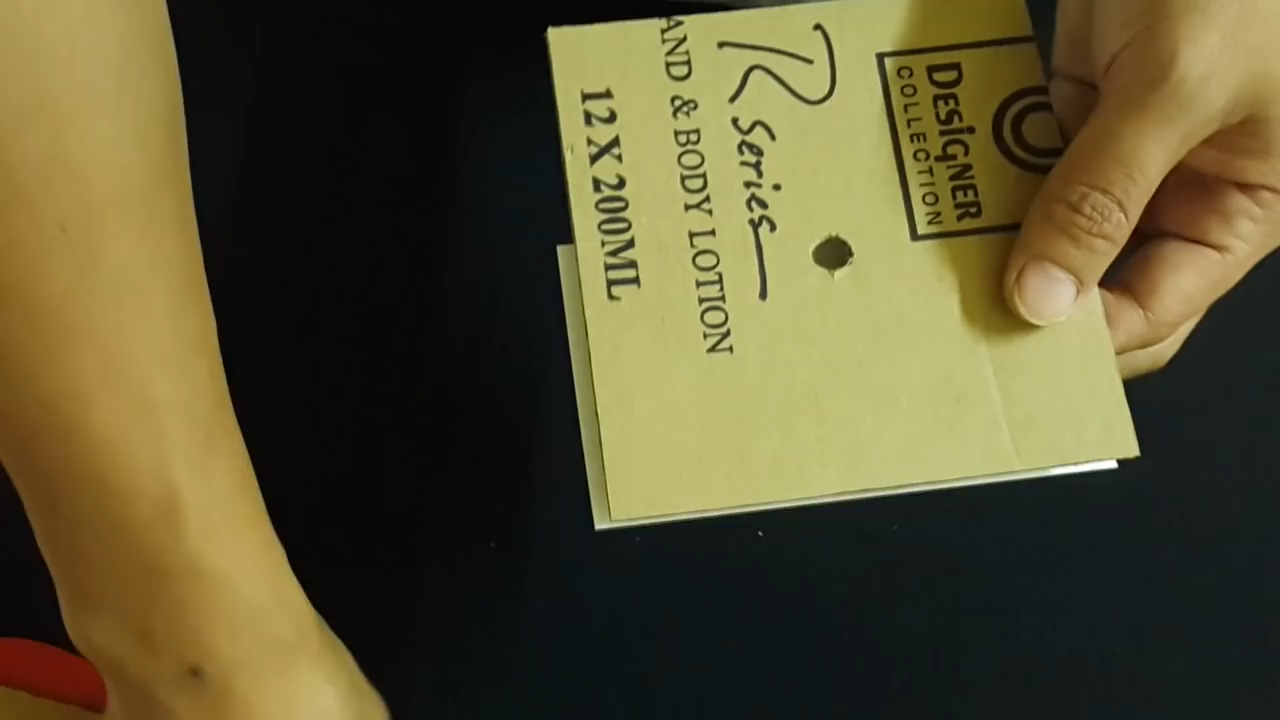 DESiGNER
COLLECTION
R Series
AND & BODY LOTION
12 X 200ML